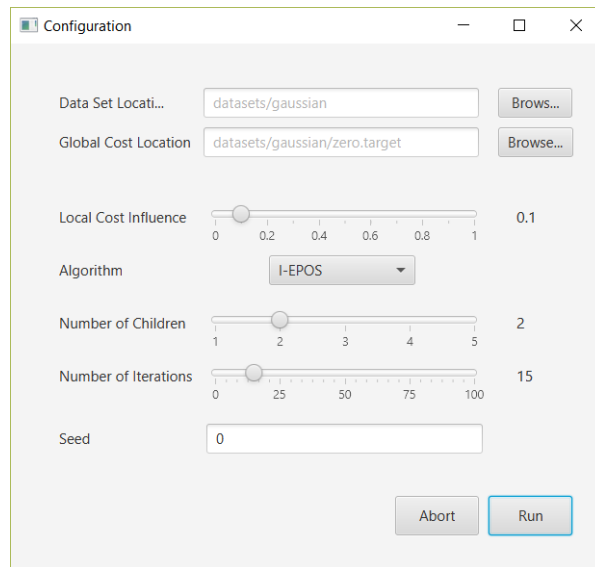 Configuration
Data Set Locati... datasets/gaussian Brows...
Global Cost Location datasets/gaussian/zero.target Browse...
Local Cost Influence 0.1
0 0.2 0.4 0.6 0.8 1
Algorithm I-EPOS
Number of Children 2
1 2 3 4 5
Number of Iterations 15
0 25 50 75 100
Seed 0
Abort Run